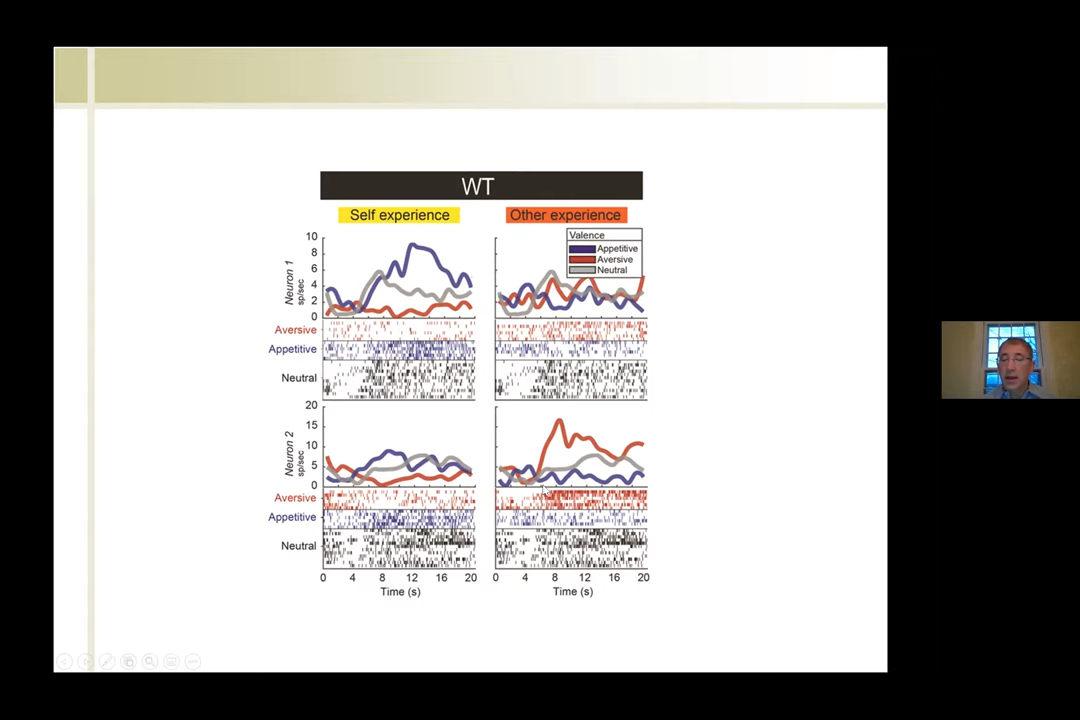 WT
Self experience
Other experience
Valence
Appetitive
Aversive
Neutral
10
8
6
4
2
0
Neuron 1
sp/sec
Aversive
Appetitive
Neutral
20
15
10
5
0
Neuron 2
sp/sec
Aversive
Appetitive
Neutral
0 4 8 12 16 20
0 4 8 12 16 20
Time (s)
Time (s)